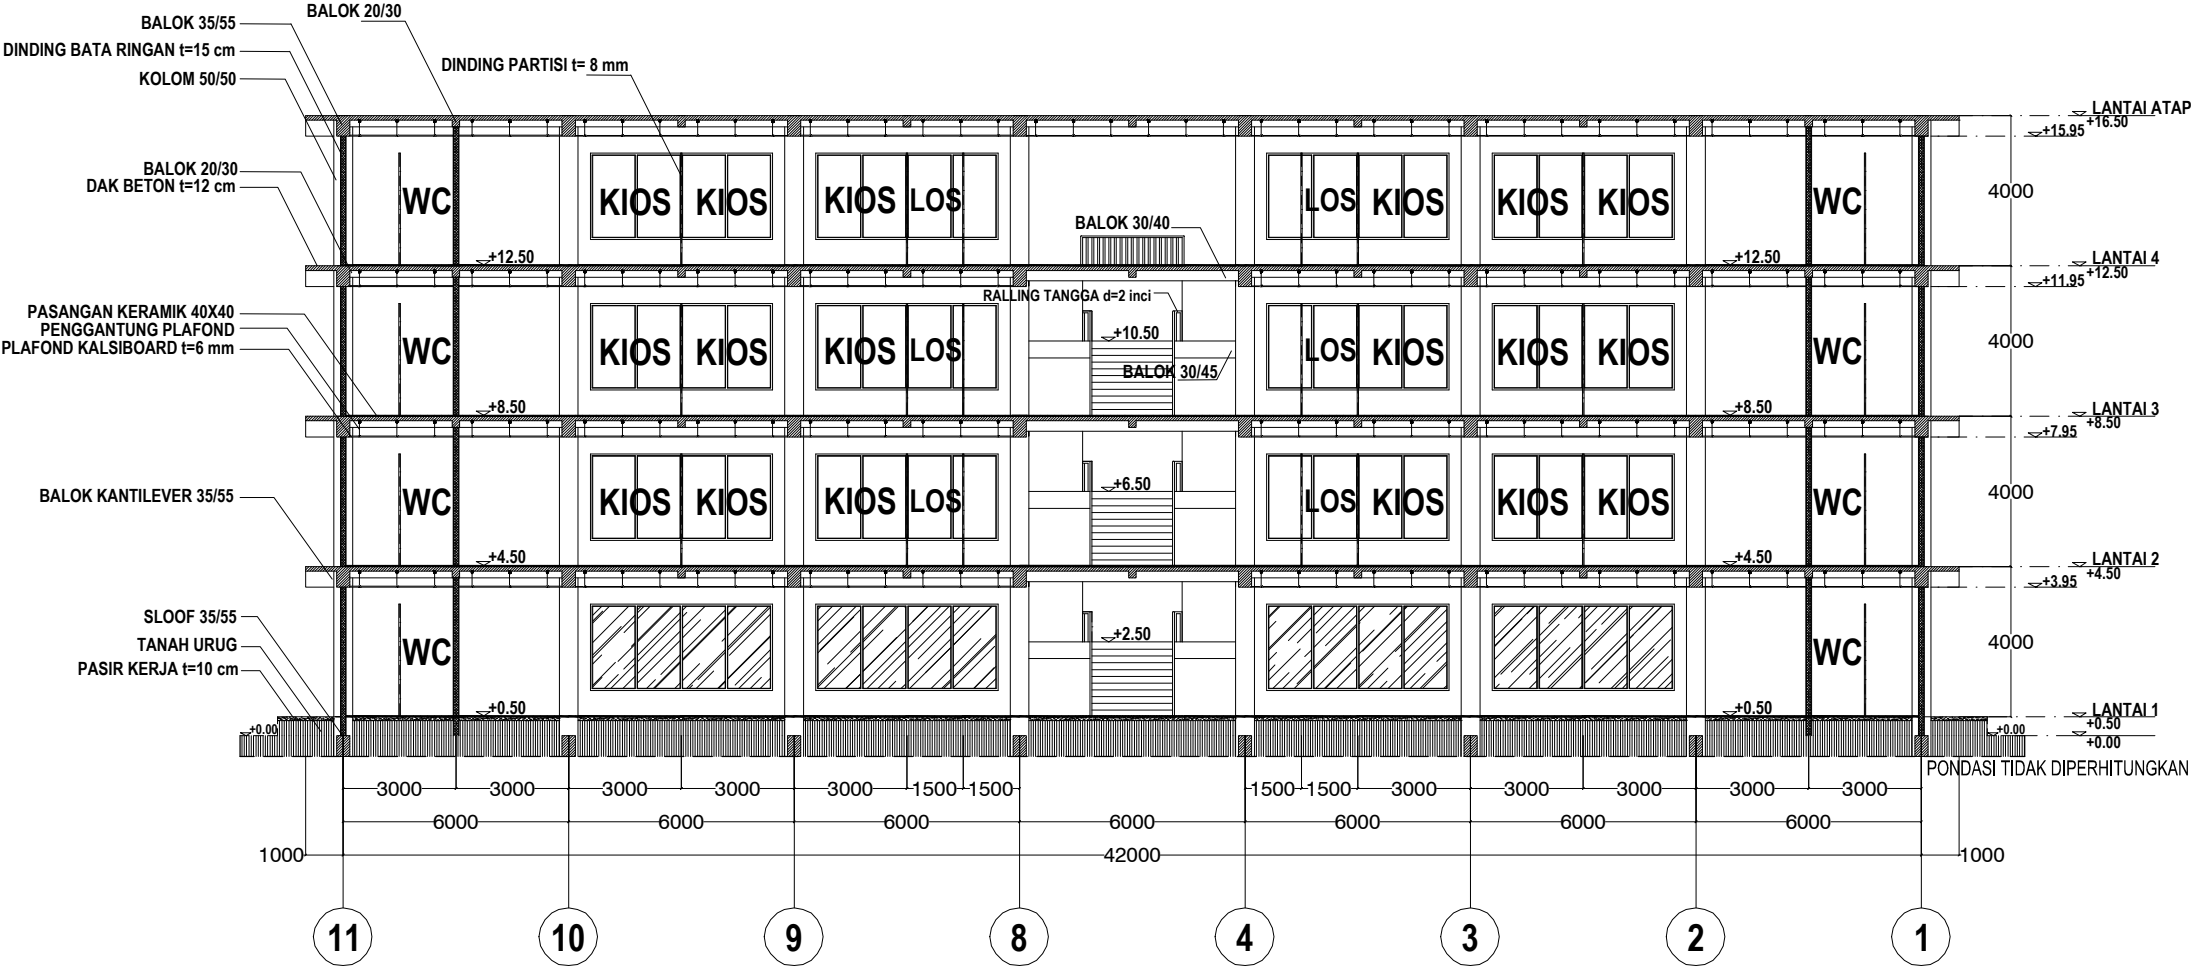 BALOK 20/30
BALOK 35/55
DINDING BATA RINGAN t=15 cm
KOLOM 50/50
DINDING PARTISI t= 8 mm
LANTAI ATAP
+16.50
+15.95
BALOK 20/30
DAK BETON t=12 cm
WC
KIOS KIOS
KIOS LOS
LOS KIOS
KIOS KIOS
WC
4000
BALOK 30/40
+12.50
+12.50
LANTAI 4
+12.50
+11.95
RALLING TANGGA d=2 inci
PASANGAN KERAMIK 40X40
PENGGANTUNG PLAFOND
PLAFOND KALSIBOARD t=6 mm
WC
KIOS KIOS
KIOS LOS
+10.50
BALOK 30/45
LOS KIOS
KIOS KIOS
WC
4000
+8.50
+8.50
LANTAI 3
+8.50
+7.95
BALOK KANTILEVER 35/55
WC
KIOS KIOS
KIOS LOS
+6.50
LOS KIOS
KIOS KIOS
WC
4000
+4.50
+4.50
LANTAI 2
+4.50
+3.95
SLOOF 35/55
TANAH URUG
PASIR KERJA t=10 cm
WC
+2.50
WC
4000
+0.50
+0.50
LANTAI 1
+0.50
+0.00
+0.00
+0.00
PONDASI TIDAK DIPERHITUNGKAN
3000 3000 3000 3000 3000 1500 1500 1500 1500 3000 3000 3000 3000 3000
6000 6000 6000 6000 6000 6000 6000
1000 42000 1000
11 10 9 8 4 3 2 1